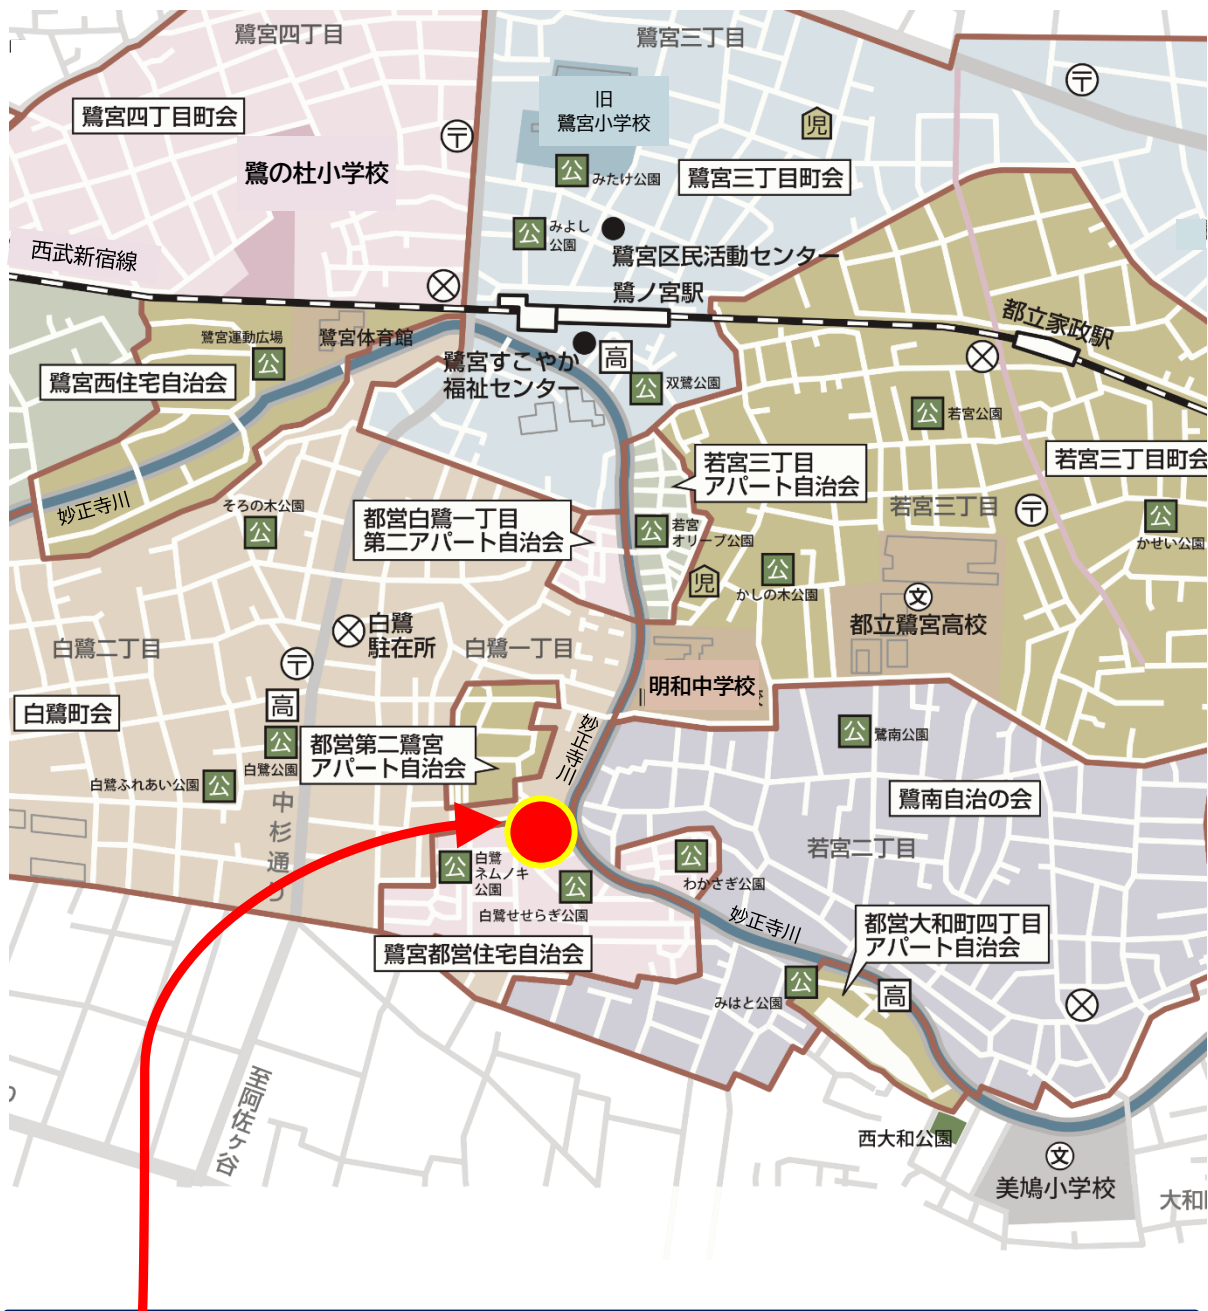 鷺宮四丁目
鷺宮三丁目
〒
旧
鷺宮小学校
鷺宮四丁目町会
児
〒
鷺の杜小学校
公
みたけ公園
鷺宮三丁目町会
公
みよし
公園
鷺宮区民活動センター
西武新宿線
鷺ノ宮駅
都立家政駅
鷺宮運動広場
鷺宮体育館
公
鷺宮すこやか
福祉センター
高
公
双鷺公園
鷺宮西住宅自治会
公
若宮公園
若宮三丁目
アパート自治会
若宮三丁目町会
若宮三丁目
〒
公
かせい公園
妙正寺川
そろの木公園
公
都営白鷺一丁目
第二アパート自治会
公
若宮
オリーブ公園
児
公
かしの木公園
文
都立鷺宮高校
白鷺
駐在所
白鷺二丁目
白鷺一丁目
〒
明和中学校
高
白鷺町会
公
白鷺公園
都営第二鷺宮
アパート自治会
妙正寺川
公
鷺南公園
白鷺ふれあい公園
公
中杉通り
鷺南自治の会
若宮二丁目
公
白鷺
ネムノキ
公園
公
白鷺せせらぎ公園
公
わかさぎ公園
妙正寺川
都営大和町四丁目
アパート自治会
鷺宮都営住宅自治会
公
みはと公園
高
至阿佐ヶ谷
西大和公園
文
美鳩小学校
大和